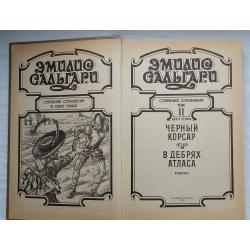 ЭМИЛИО
САЛЬГАРИ
СОБРАНИЕ СОЧИНЕНИЙ
В СЕМИ ТОМАХ
ЭМИЛИО
САЛЬГАРИ
СОБРАНИЕ СОЧИНЕНИЙ
ТОМ
II
ЧЕРНЫЙ
КОРСАР
В ДЕБРЯХ
АТЛАСА
РОМАНЫ